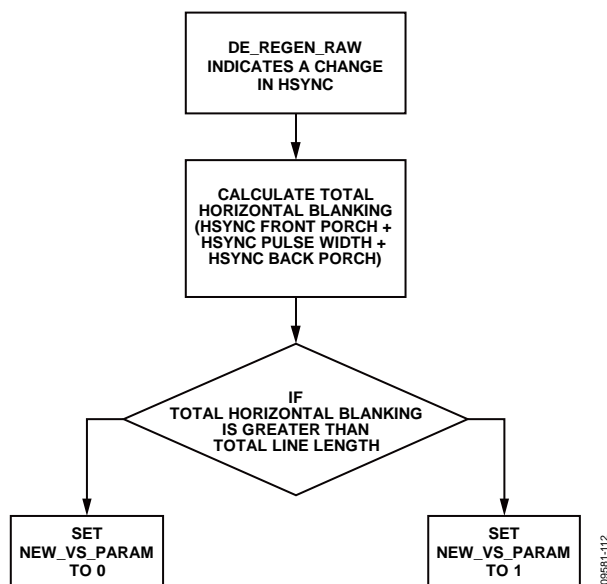 DE_REGEN_RAW
INDICATES A CHANGE
IN HSYNC
CALCULATE TOTAL
HORIZONTAL BLANKING
(HSYNC FRONT PORCH +
HSYNC PULSE WIDTH +
HSYNC BACK PORCH)
IF
TOTAL HORIZONTAL BLANKING
IS GREATER THAN
TOTAL LINE LENGTH
SET
NEW_VS_PARAM
TO 0
SET
NEW_VS_PARAM
TO 1
09581-112